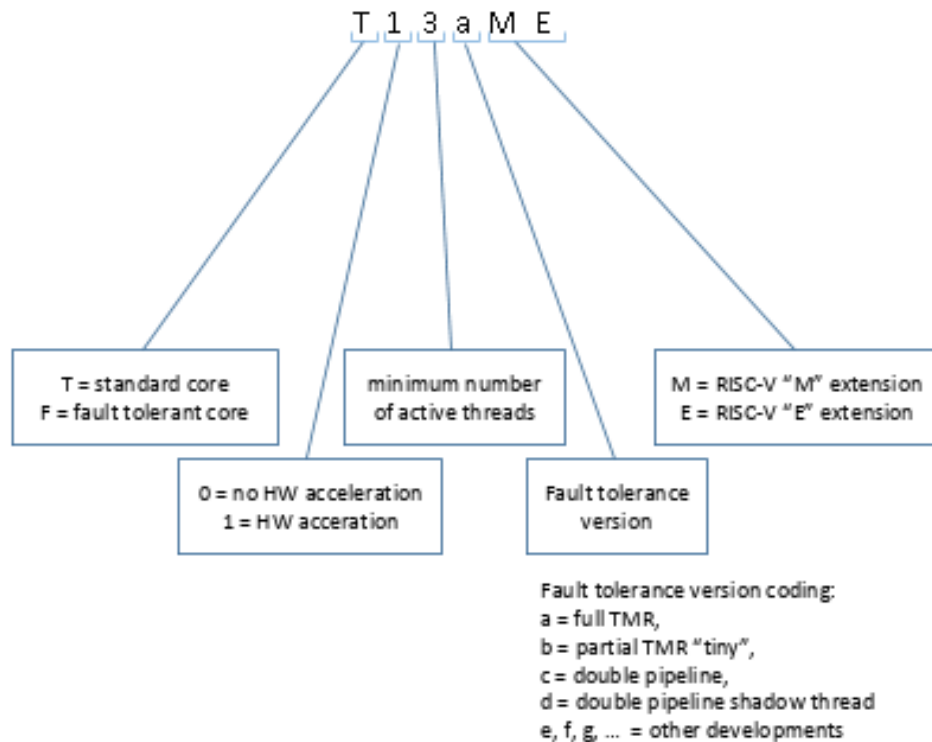 T 1 3 a M E
T = standard core
F = fault tolerant core
minimum number
of active threads
M = RISC-V “M” extension
E = RISC-V “E” extension
0 = no HW acceleration
1 = HW acceration
Fault tolerance
version
Fault tolerance version coding:
a = full TMR,
b = partial TMR “tiny”,
c = double pipeline,
d = double pipeline shadow thread
e, f, g, ... = other developments